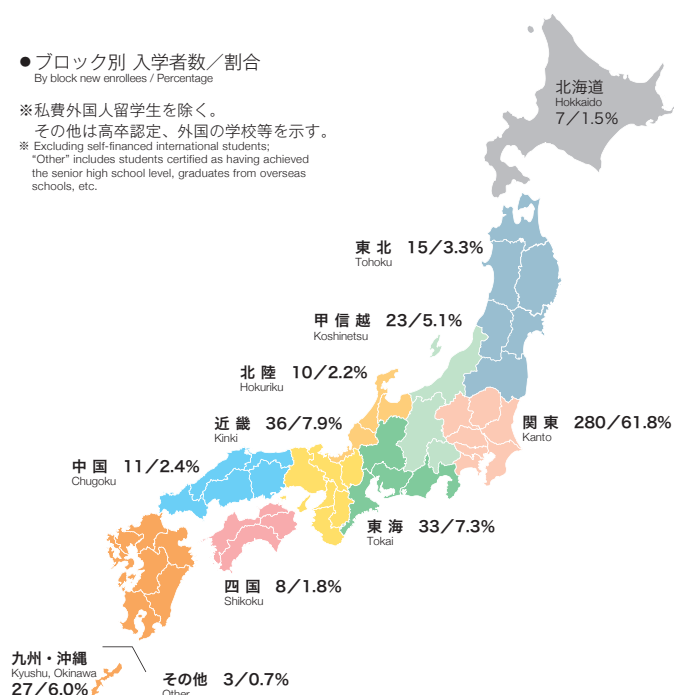 ● ブロック別 入学者数／割合
By block new enrollees / Percentage
※私費外国人留学生を除く。
その他は高卒認定、外国の学校等を示す。
※ Excluding self-financed international students;
"Other" includes students certified as having achieved
the senior high school level, graduates from overseas
schools, etc.
北海道
Hokkaido
7／1.5%
東 北 15／3.3%
Tohoku
甲 信 越 23／5.1%
Koshinetsu
北 陸 10／2.2%
Hokuriku
近 畿 36／7.9%
Kinki
関 東 280／61.8%
Kanto
中 国 11／2.4%
Chugoku
東 海 33／7.3%
Tokai
四 国 8／1.8%
Shikoku
九州・沖縄
Kyushu, Okinawa
27／6.0%
その他 3／0.7%
Other